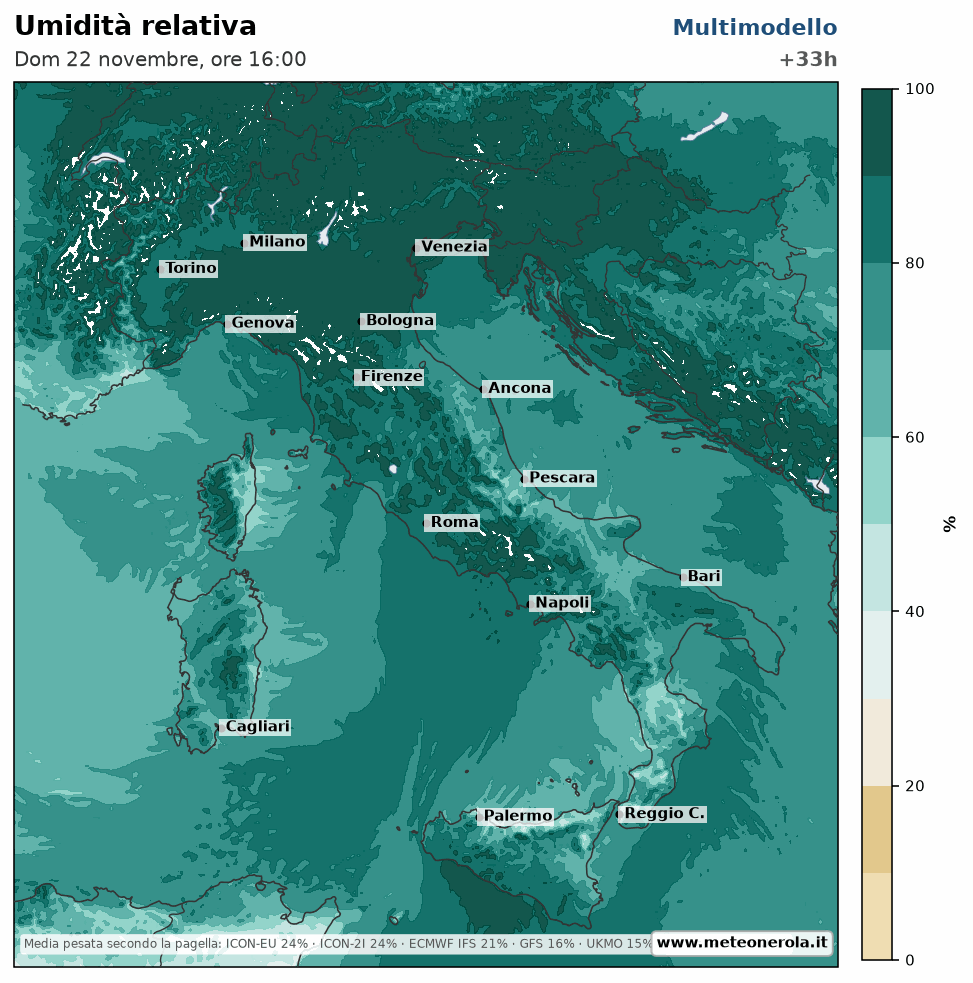 Umidità relativa
Multimodello
Dom 22 novembre, ore 16:00
+33h
100
80
60
40
20
0
%
Milano
Venezia
Torino
Genova
Bologna
Firenze
Ancona
Pescara
Roma
Bari
Napoli
Cagliari
Palermo
Reggio C.
Media pesata secondo la pagella: ICON-EU 24% · ICON-2I 24% · ECMWF IFS 21% · GFS 16% · UKMO 15%
www.meteonerola.it